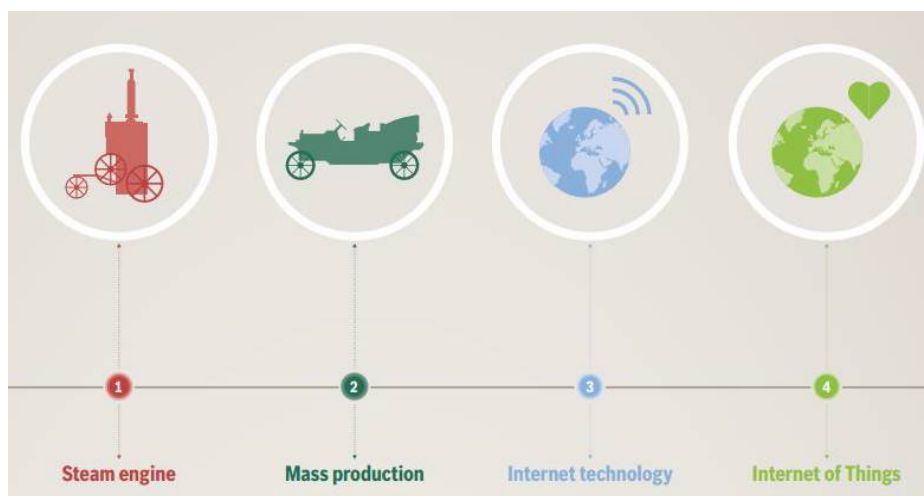 1
2
3
4
Steam engine
Mass production
Internet technology
Internet of Things